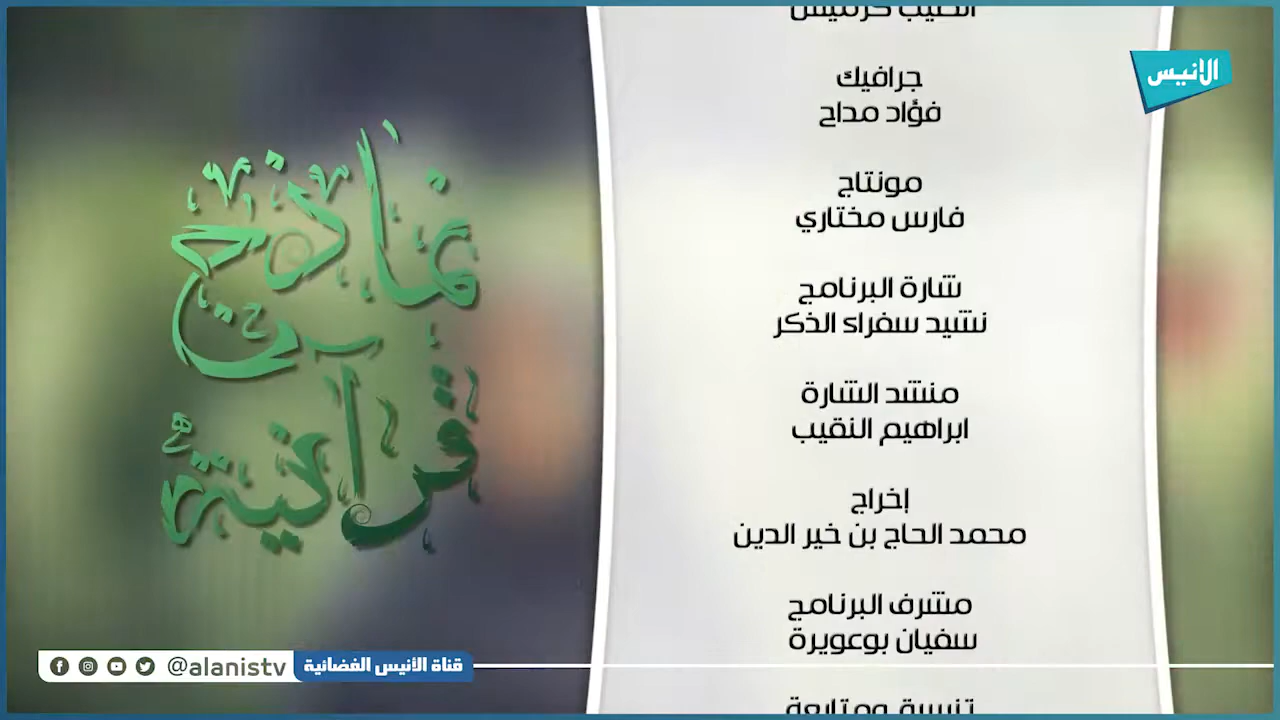 الانيس
نماذج
قرآنية
جرافيك
فؤاد مداح
مونتاج
فارس مختاري
شارة البرنامج
نشيد سفراء الذكر
منشد الشارة
ابراهيم النقيب
إخراج
محمد الحاج بن خير الدين
مشرف البرنامج
سفيان بوعويرة
@alanistv
قناة الأنيس الفضائية